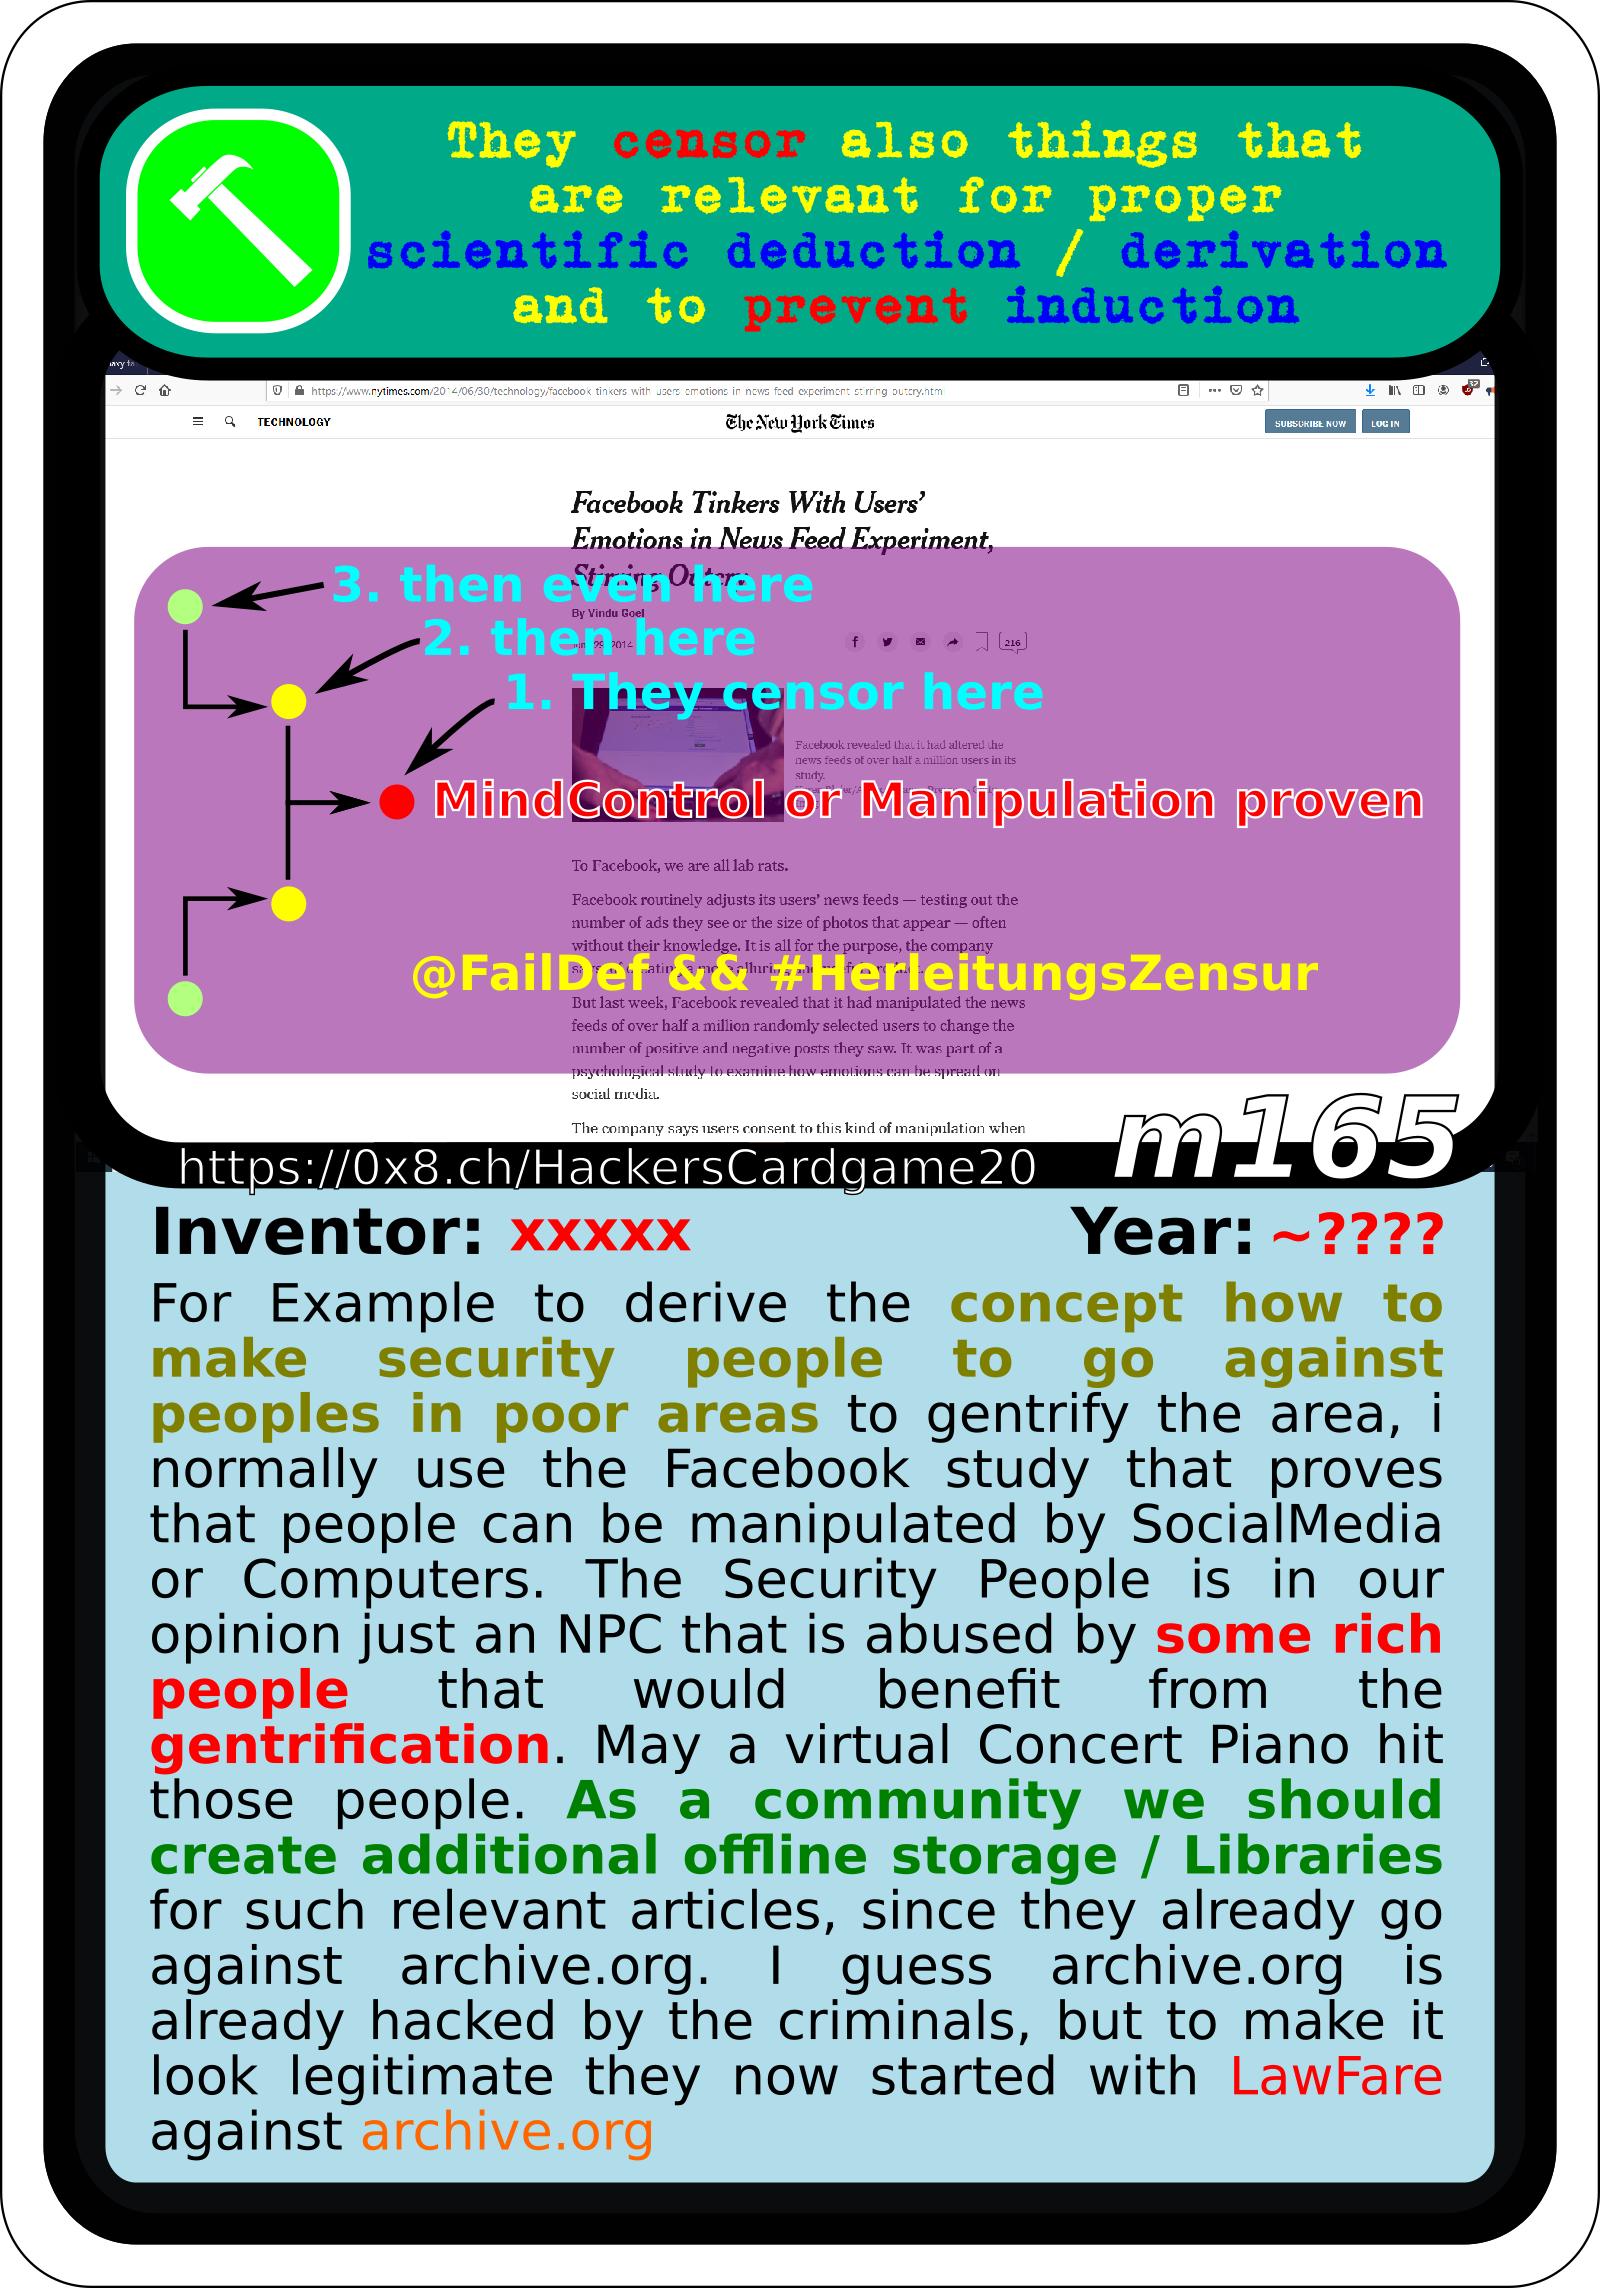 They censor also things that
are relevant for proper
scientific deduction / derivation
and to prevent induction
https://www.nytimes.com/2014/06/30/technology/facebook-tinkers-with-users-emotions-in-news-feed-experiment-stirring-outcry.html
32
TECHNOLOGY
The New York Times
SUBSCRIBE NOW
LOG IN
Facebook Tinkers With Users’
Emotions in News Feed Experiment,
Stirring Outcry
3. then even here
By Vindu Goel
2. then here
June 29, 2014
216
1. They censor here
Facebook revealed that it had altered the
news feeds of over half a million users in its
study.
MindControl or Manipulation proven
To Facebook, we are all lab rats.
Facebook routinely adjusts its users’ news feeds — testing out the
number of ads they see or the size of photos that appear — often
without their knowledge. It is all for the purpose, the company
says, of creating a more alluring and useful product.
@FailDef && #HerleitungsZensur
But last week, Facebook revealed that it had manipulated the news
feeds of over half a million randomly selected users to change the
number of positive and negative posts they saw. It was part of a
psychological study to examine how emotions can be spread on
social media.
The company says users consent to this kind of manipulation when
m165
https://0x8.ch/HackersCardgame20
Inventor: xxxxx Year: ~????
For Example to derive the concept how to
make security people to go against
peoples in poor areas to gentrify the area, i
normally use the Facebook study that proves
that people can be manipulated by SocialMedia
or Computers. The Security People is in our
opinion just an NPC that is abused by some rich
people that would benefit from the
gentrification. May a virtual Concert Piano hit
those people. As a community we should
create additional offline storage / Libraries
for such relevant articles, since they already go
against archive.org. I guess archive.org is
already hacked by the criminals, but to make it
look legitimate they now started with LawFare
against archive.org